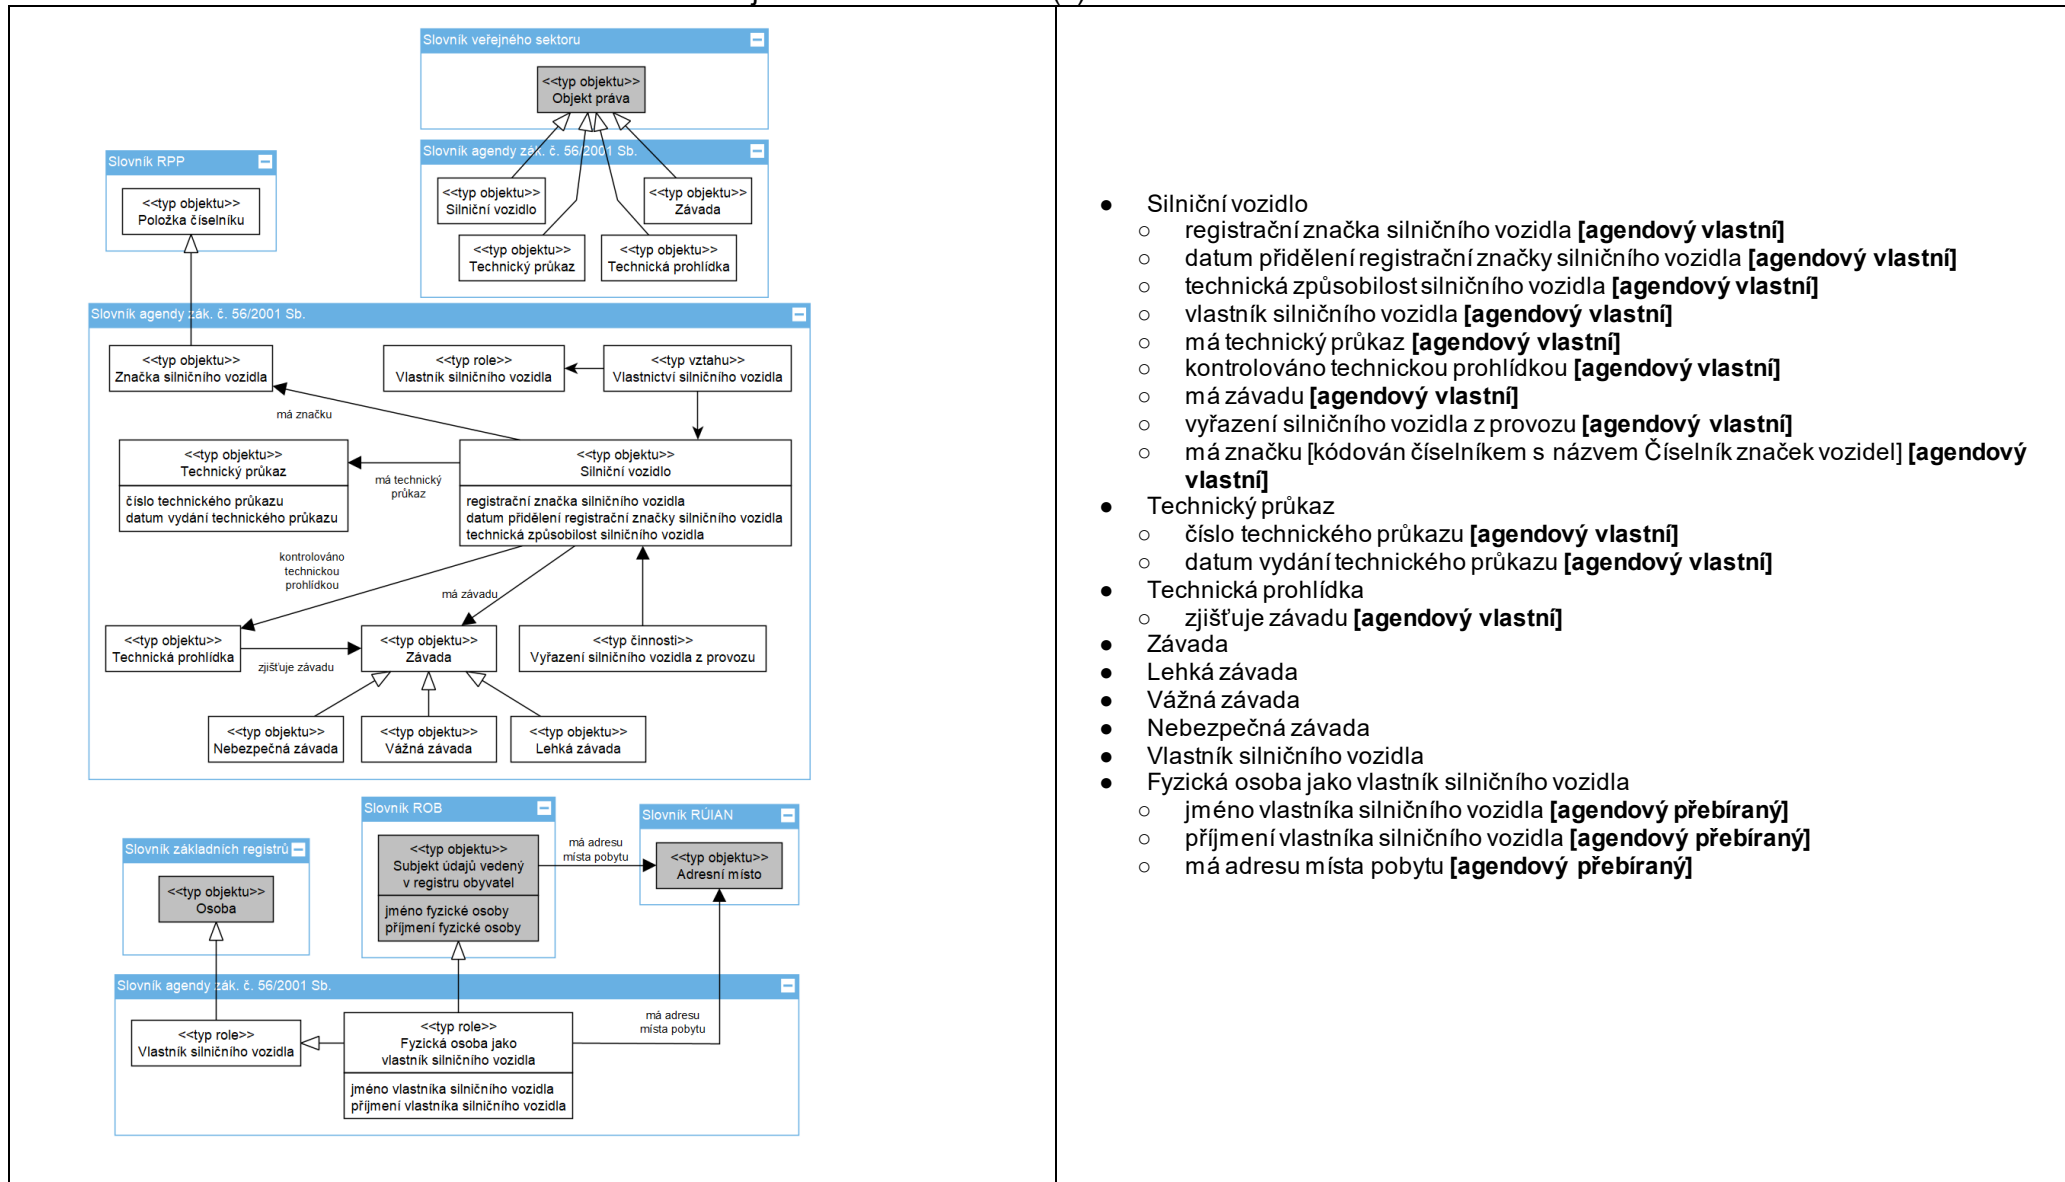 Slovník veřejného sektoru
<<typ objektu>>
Objekt práva
Slovník agendy zák. č. 56/2001 Sb.
<<typ objektu>>
Silniční vozidlo
<<typ objektu>>
Závada
<<typ objektu>>
Technický průkaz
<<typ objektu>>
Technická prohlídka
Slovník RPP
<<typ objektu>>
Položka číselníku
Slovník agendy zák. č. 56/2001 Sb.
<<typ objektu>>
Značka silničního vozidla
<<typ role>>
Vlastník silničního vozidla
<<typ vztahu>>
Vlastnictví silničního vozidla
má značku
<<typ objektu>>
Technický průkaz
číslo technického průkazu
datum vydání technického průkazu
má technický
průkaz
<<typ objektu>>
Silniční vozidlo
registrační značka silničního vozidla
datum přidělení registrační značky silničního vozidla
technická způsobilost silničního vozidla
kontrolováno
technickou
prohlídkou
má závadu
<<typ objektu>>
Technická prohlídka
zjišťuje závadu
<<typ objektu>>
Závada
<<typ činnosti>>
Vyřazení silničního vozidla z provozu
<<typ objektu>>
Nebezpečná závada
<<typ objektu>>
Vážná závada
<<typ objektu>>
Lehká závada
Slovník základních registrů
<<typ objektu>>
Osoba
Slovník ROB
<<typ objektu>>
Subjekt údajů vedený
v registru obyvatel
jméno fyzické osoby
příjmení fyzické osoby
má adresu
místa pobytu
Slovník RÚIAN
<<typ objektu>>
Adresní místo
Slovník agendy zák. č. 56/2001 Sb.
<<typ role>>
Vlastník silničního vozidla
<<typ role>>
Fyzická osoba jako
vlastník silničního vozidla
jméno vlastníka silničního vozidla
příjmení vlastníka silničního vozidla
má adresu
místa pobytu
● Silniční vozidlo
○ registrační značka silničního vozidla [agendový vlastní]
○ datum přidělení registrační značky silničního vozidla [agendový vlastní]
○ technická způsobilost silničního vozidla [agendový vlastní]
○ vlastník silničního vozidla [agendový vlastní]
○ má technický průkaz [agendový vlastní]
○ kontrolováno technickou prohlídkou [agendový vlastní]
○ má závadu [agendový vlastní]
○ vyřazení silničního vozidla z provozu [agendový vlastní]
○ má značku [kódován číselníkem s názvem Číselník značek vozidel] [agendový
vlastní]
● Technický průkaz
○ číslo technického průkazu [agendový vlastní]
○ datum vydání technického průkazu [agendový vlastní]
● Technická prohlídka
○ zjišťuje závadu [agendový vlastní]
● Závada
● Lehká závada
● Vážná závada
● Nebezpečná závada
● Vlastník silničního vozidla
● Fyzická osoba jako vlastník silničního vozidla
○ jméno vlastníka silničního vozidla [agendový přebíraný]
○ příjmení vlastníka silničního vozidla [agendový přebíraný]
○ má adresu místa pobytu [agendový přebíraný]